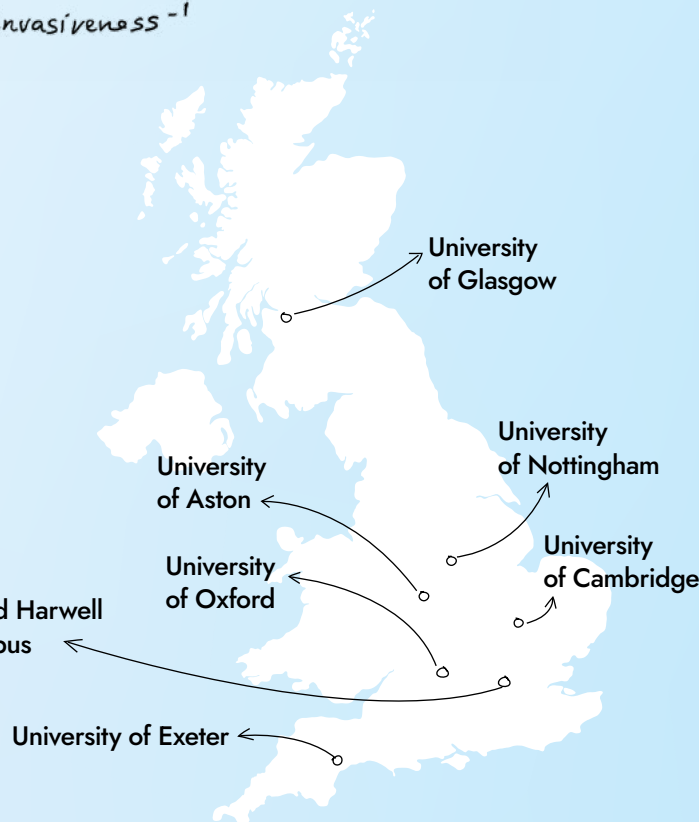 nvasiveness⁻¹
University
of Glasgow
University
of Nottingham
University
of Aston
University
of Cambridge
University
of Oxford
d Harwell
ous
University of Exeter